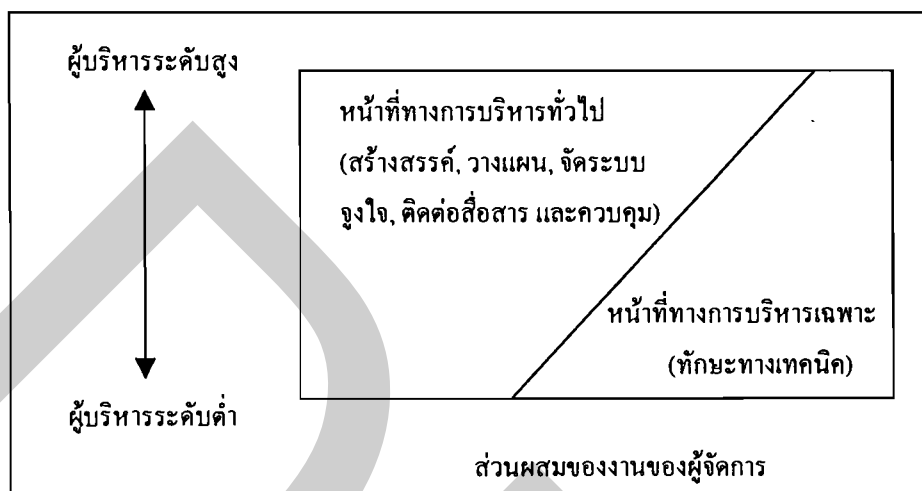 ผู้บริหารระดับสูง
หน้าที่ทางการบริหารทั่วไป
(สร้างสรรค์, วางแผน, จัดระบบ
จูงใจ, ติดต่อสื่อสาร และควบคุม)
หน้าที่ทางการบริหารเฉพาะ
(ทักษะทางเทคนิค)
ผู้บริหารระดับต่ำ
ส่วนผสมของงานของผู้จัดการ